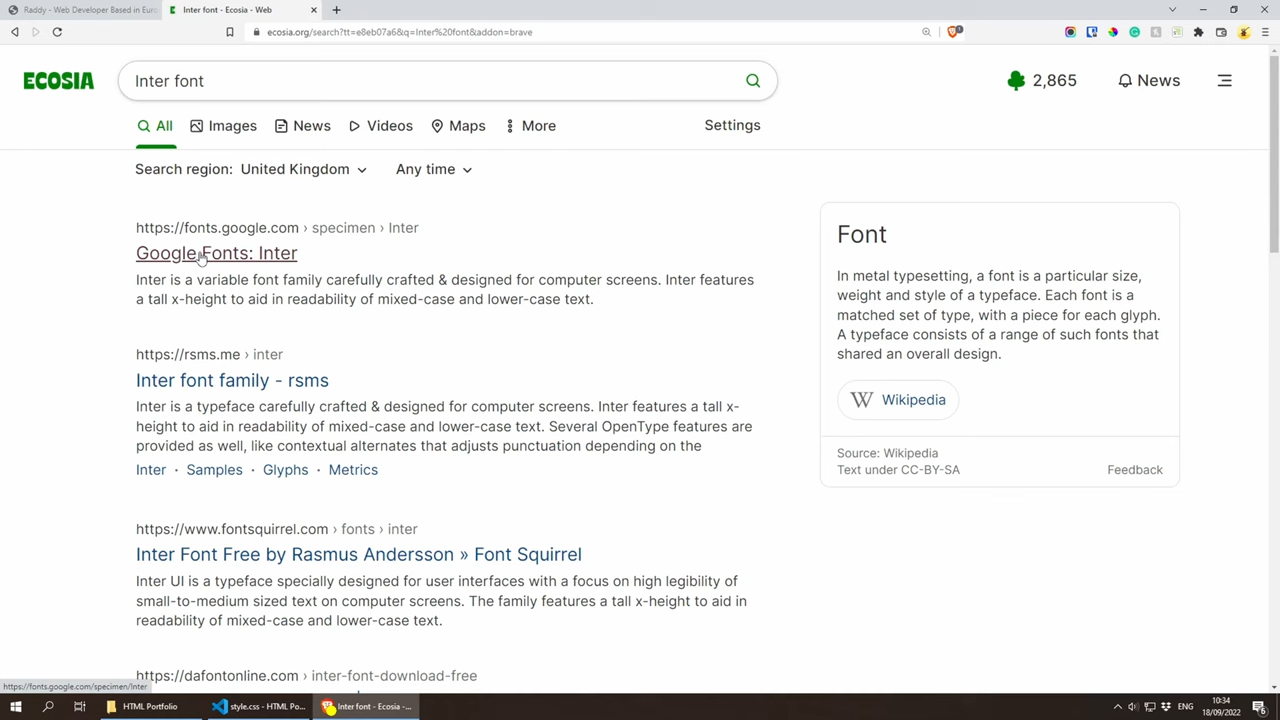 Raddy - Web Developer Based in Eur
Inter font - Ecosia - Web
ecosia.org/search?tt=e8eb07a6&q=Inter%20font&addon=brave
1
ECOSIA
Inter font
2,865
News
All
Images
News
Videos
Maps
More
Settings
Search region: United Kingdom
Any time
https://fonts.google.com › specimen › Inter
Google Fonts: Inter
Inter is a variable font family carefully crafted & designed for computer screens. Inter features
a tall x-height to aid in readability of mixed-case and lower-case text.
https://rsms.me › inter
Inter font family - rsms
Inter is a typeface carefully crafted & designed for computer screens. Inter features a tall x-
height to aid in readability of mixed-case and lower-case text. Several OpenType features are
provided as well, like contextual alternates that adjusts punctuation depending on the
Inter · Samples · Glyphs · Metrics
https://www.fontsquirrel.com › fonts › inter
Inter Font Free by Rasmus Andersson » Font Squirrel
Inter UI is a typeface specially designed for user interfaces with a focus on high legibility of
small-to-medium sized text on computer screens. The family features a tall x-height to aid in
readability of mixed-case and lower-case text.
https://dafontonline.com › inter-font-download-free
Font
In metal typesetting, a font is a particular size,
weight and style of a typeface. Each font is a
matched set of type, with a piece for each glyph.
A typeface consists of a range of such fonts that
shared an overall design.
W Wikipedia
Source: Wikipedia
Text under CC-BY-SA
Feedback
https://fonts.google.com/specimen/Inter
HTML Portfolio
style.css - HTML Po...
Inter font - Ecosia -...
ENG
10:34
18/09/2022
6